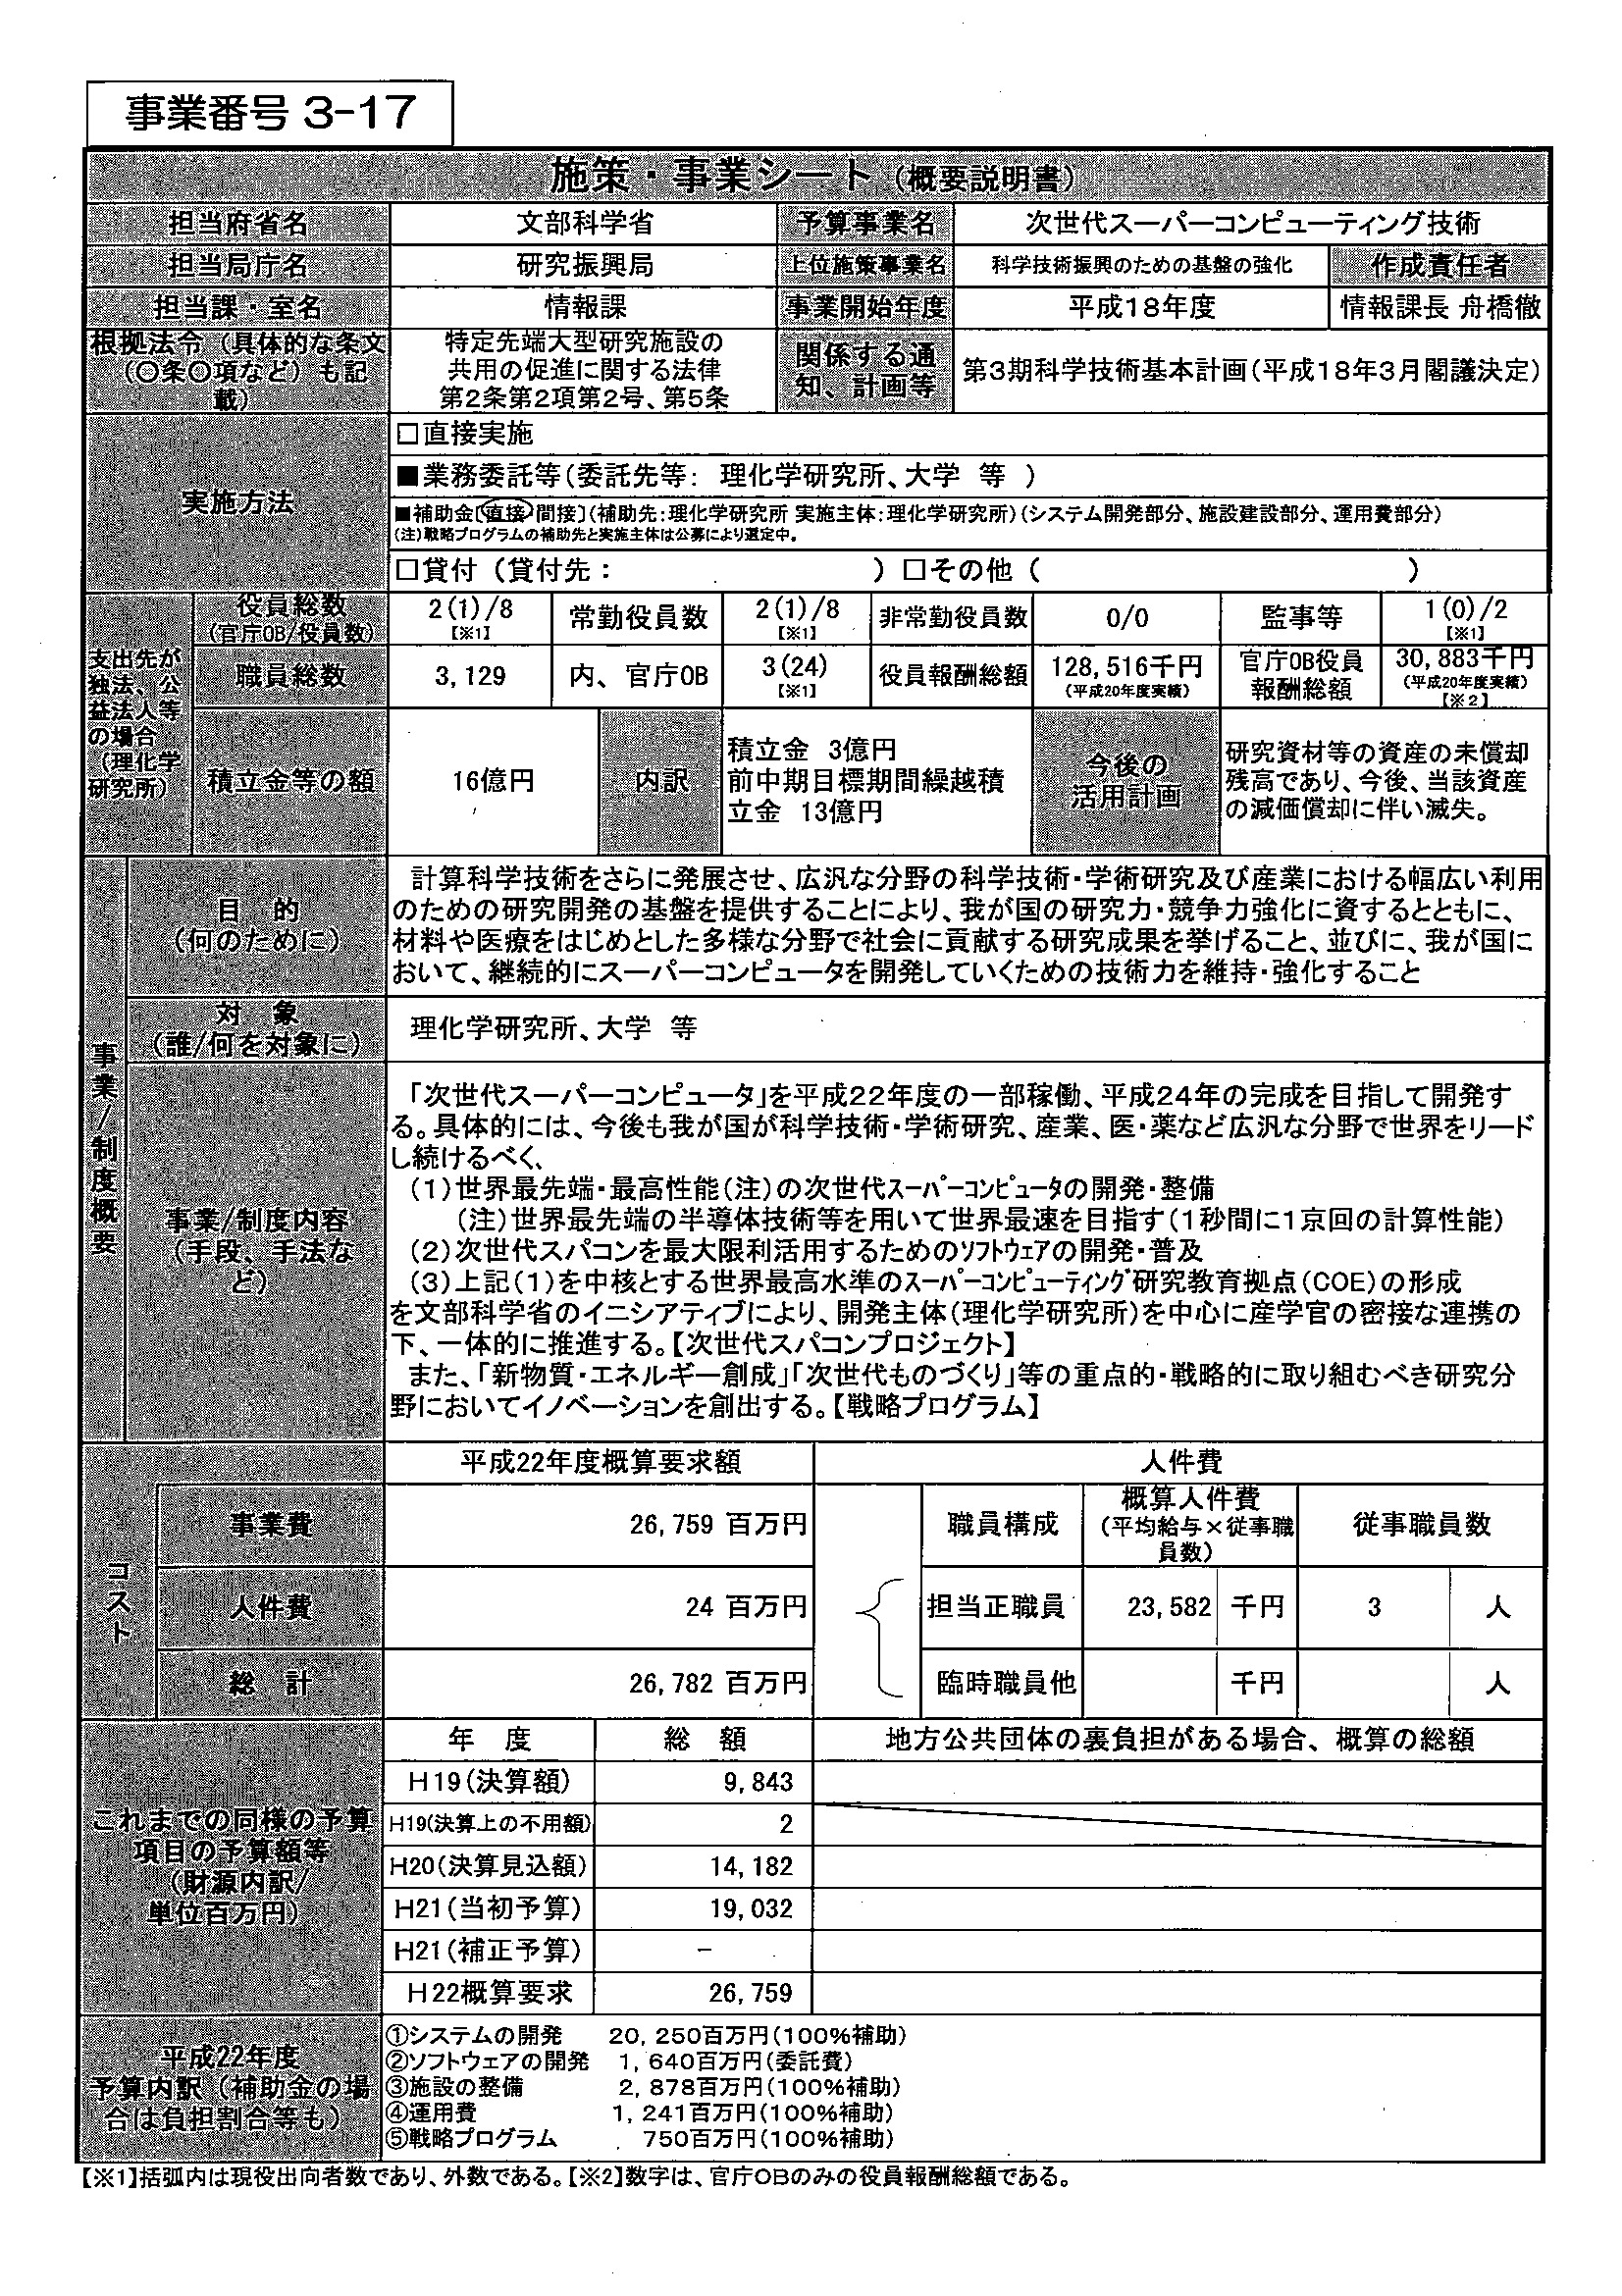 事業番号 3-17
施策・事業シート（概要説明書）
担当府省名 文部科学省 予算事業名 次世代スーパーコンピューティング技術
担当局庁名 研究振興局 上位施策事業名 科学技術振興のための基盤の強化 作成責任者
担当課・室名 情報課 事業開始年度 平成18年度 情報課長 舟橋徹
根拠法令（具体的な条文
（〇条〇項など）も記
載）
特定先端大型研究施設の
共用の促進に関する法律
第2条第2項第2号、第5条
関係する通
知、計画等
第3期科学技術基本計画（平成18年3月閣議決定）
実施方法
□直接実施
■業務委託等（委託先等： 理化学研究所、大学 等 ）
■補助金〔直接・間接〕（補助先：理化学研究所 実施主体：理化学研究所）（システム開発部分、施設建設部分、運用費部分）
（注）戦略プログラムの補助先と実施主体は公募により選定中。
□貸付（貸付先： ）□その他（ ）
支出先が
独法、公
益法人等
の場合
（理化学
研究所）
役員総数
（官庁OB/役員数）
2(1)/8
【※1】
常勤役員数
2(1)/8
【※1】
非常勤役員数 0/0 監事等
1(0)/2
【※1】
職員総数 3,129 内、官庁OB
3(24)
【※1】
役員報酬総額
128,516千円
（平成20年度実績）
官庁OB役員
報酬総額
30,883千円
（平成20年度実績）
【※2】
積立金等の額 16億円 内訳
積立金 3億円
前中期目標期間繰越積
立金 13億円
今後の
活用計画
研究資材等の資産の未償却
残高であり、今後、当該資産
の減価償却に伴い滅失。
事業/制度概要
目 的
（何のために）
計算科学技術をさらに発展させ、広汎な分野の科学技術・学術研究及び産業における幅広い利用
のための研究開発の基盤を提供することにより、我が国の研究力・競争力強化に資するとともに、
材料や医療をはじめとした多様な分野で社会に貢献する研究成果を挙げること、並びに、我が国に
おいて、継続的にスーパーコンピュータを開発していくための技術力を維持・強化すること
対 象
（誰/何を対象に）
理化学研究所、大学 等
事業/制度内容
（手段、手法な
ど）
「次世代スーパーコンピュータ」を平成22年度の一部稼働、平成24年の完成を目指して開発す
る。具体的には、今後も我が国が科学技術・学術研究、産業、医・薬など広汎な分野で世界をリード
し続けるべく、
（1）世界最先端・最高性能（注）の次世代ｽｰﾊﾟｰｺﾝﾋﾟｭｰﾀの開発・整備
（注）世界最先端の半導体技術等を用いて世界最速を目指す（1秒間に1京回の計算性能）
（2）次世代スパコンを最大限利活用するためのｿﾌﾄｳｪｱの開発・普及
（3）上記（1）を中核とする世界最高水準のｽｰﾊﾟｰｺﾝﾋﾟｭｰﾃｨﾝｸﾞ研究教育拠点（COE）の形成
を文部科学省のイニシアティブにより、開発主体（理化学研究所）を中心に産学官の密接な連携の
下、一体的に推進する。【次世代スパコンプロジェクト】
また、「新物質・エネルギー創成」「次世代ものづくり」等の重点的・戦略的に取り組むべき研究分
野においてイノベーションを創出する。【戦略プログラム】
コスト
平成22年度概算要求額 人件費
事業費 26,759 百万円 職員構成
概算人件費
（平均給与×従事職
員数）
従事職員数
人件費 24 百万円 担当正職員 23,582 千円 3 人
総 計 26,782 百万円 臨時職員他 千円 人
これまでの同様の予算
項目の予算額等
（財源内訳/
単位百万円）
年 度 総 額 地方公共団体の裏負担がある場合、概算の総額
H19（決算額） 9,843
H19（決算上の不用額） 2
H20（決算見込額） 14,182
H21（当初予算） 19,032
H21（補正予算） －
H22概算要求 26,759
平成22年度
予算内訳（補助金の場
合は負担割合等も）
①システムの開発 20,250百万円（100%補助）
②ソフトウェアの開発 1,640百万円（委託費）
③施設の整備 2,878百万円（100%補助）
④運用費 1,241百万円（100%補助）
⑤戦略プログラム 750百万円（100%補助）
【※1】括弧内は現役出向者数であり、外数である。【※2】数字は、官庁OBのみの役員報酬総額である。